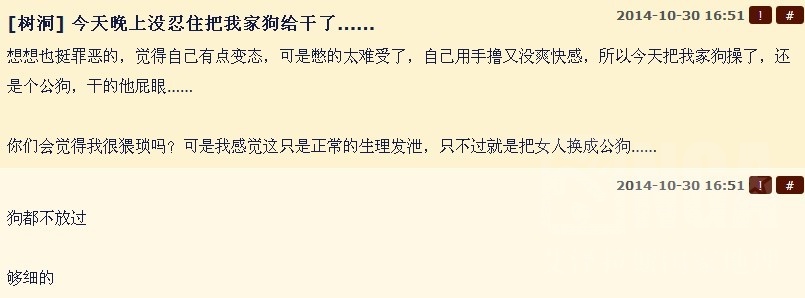 [树洞] 今天晚上没忍住把我家狗给干了......
2014-10-30 16:51 ! #
想想也挺罪恶的，觉得自己有点变态，可是憋的太难受了，自己用手撸又没爽快感，所以今天把我家狗操了，还
是个公狗，干的他屁眼......
你们会觉得我很猥琐吗？可是我感觉这只是正常的生理发泄，只不过就是把女人换成公狗......
2014-10-30 16:51 ! #
狗都不放过
够细的